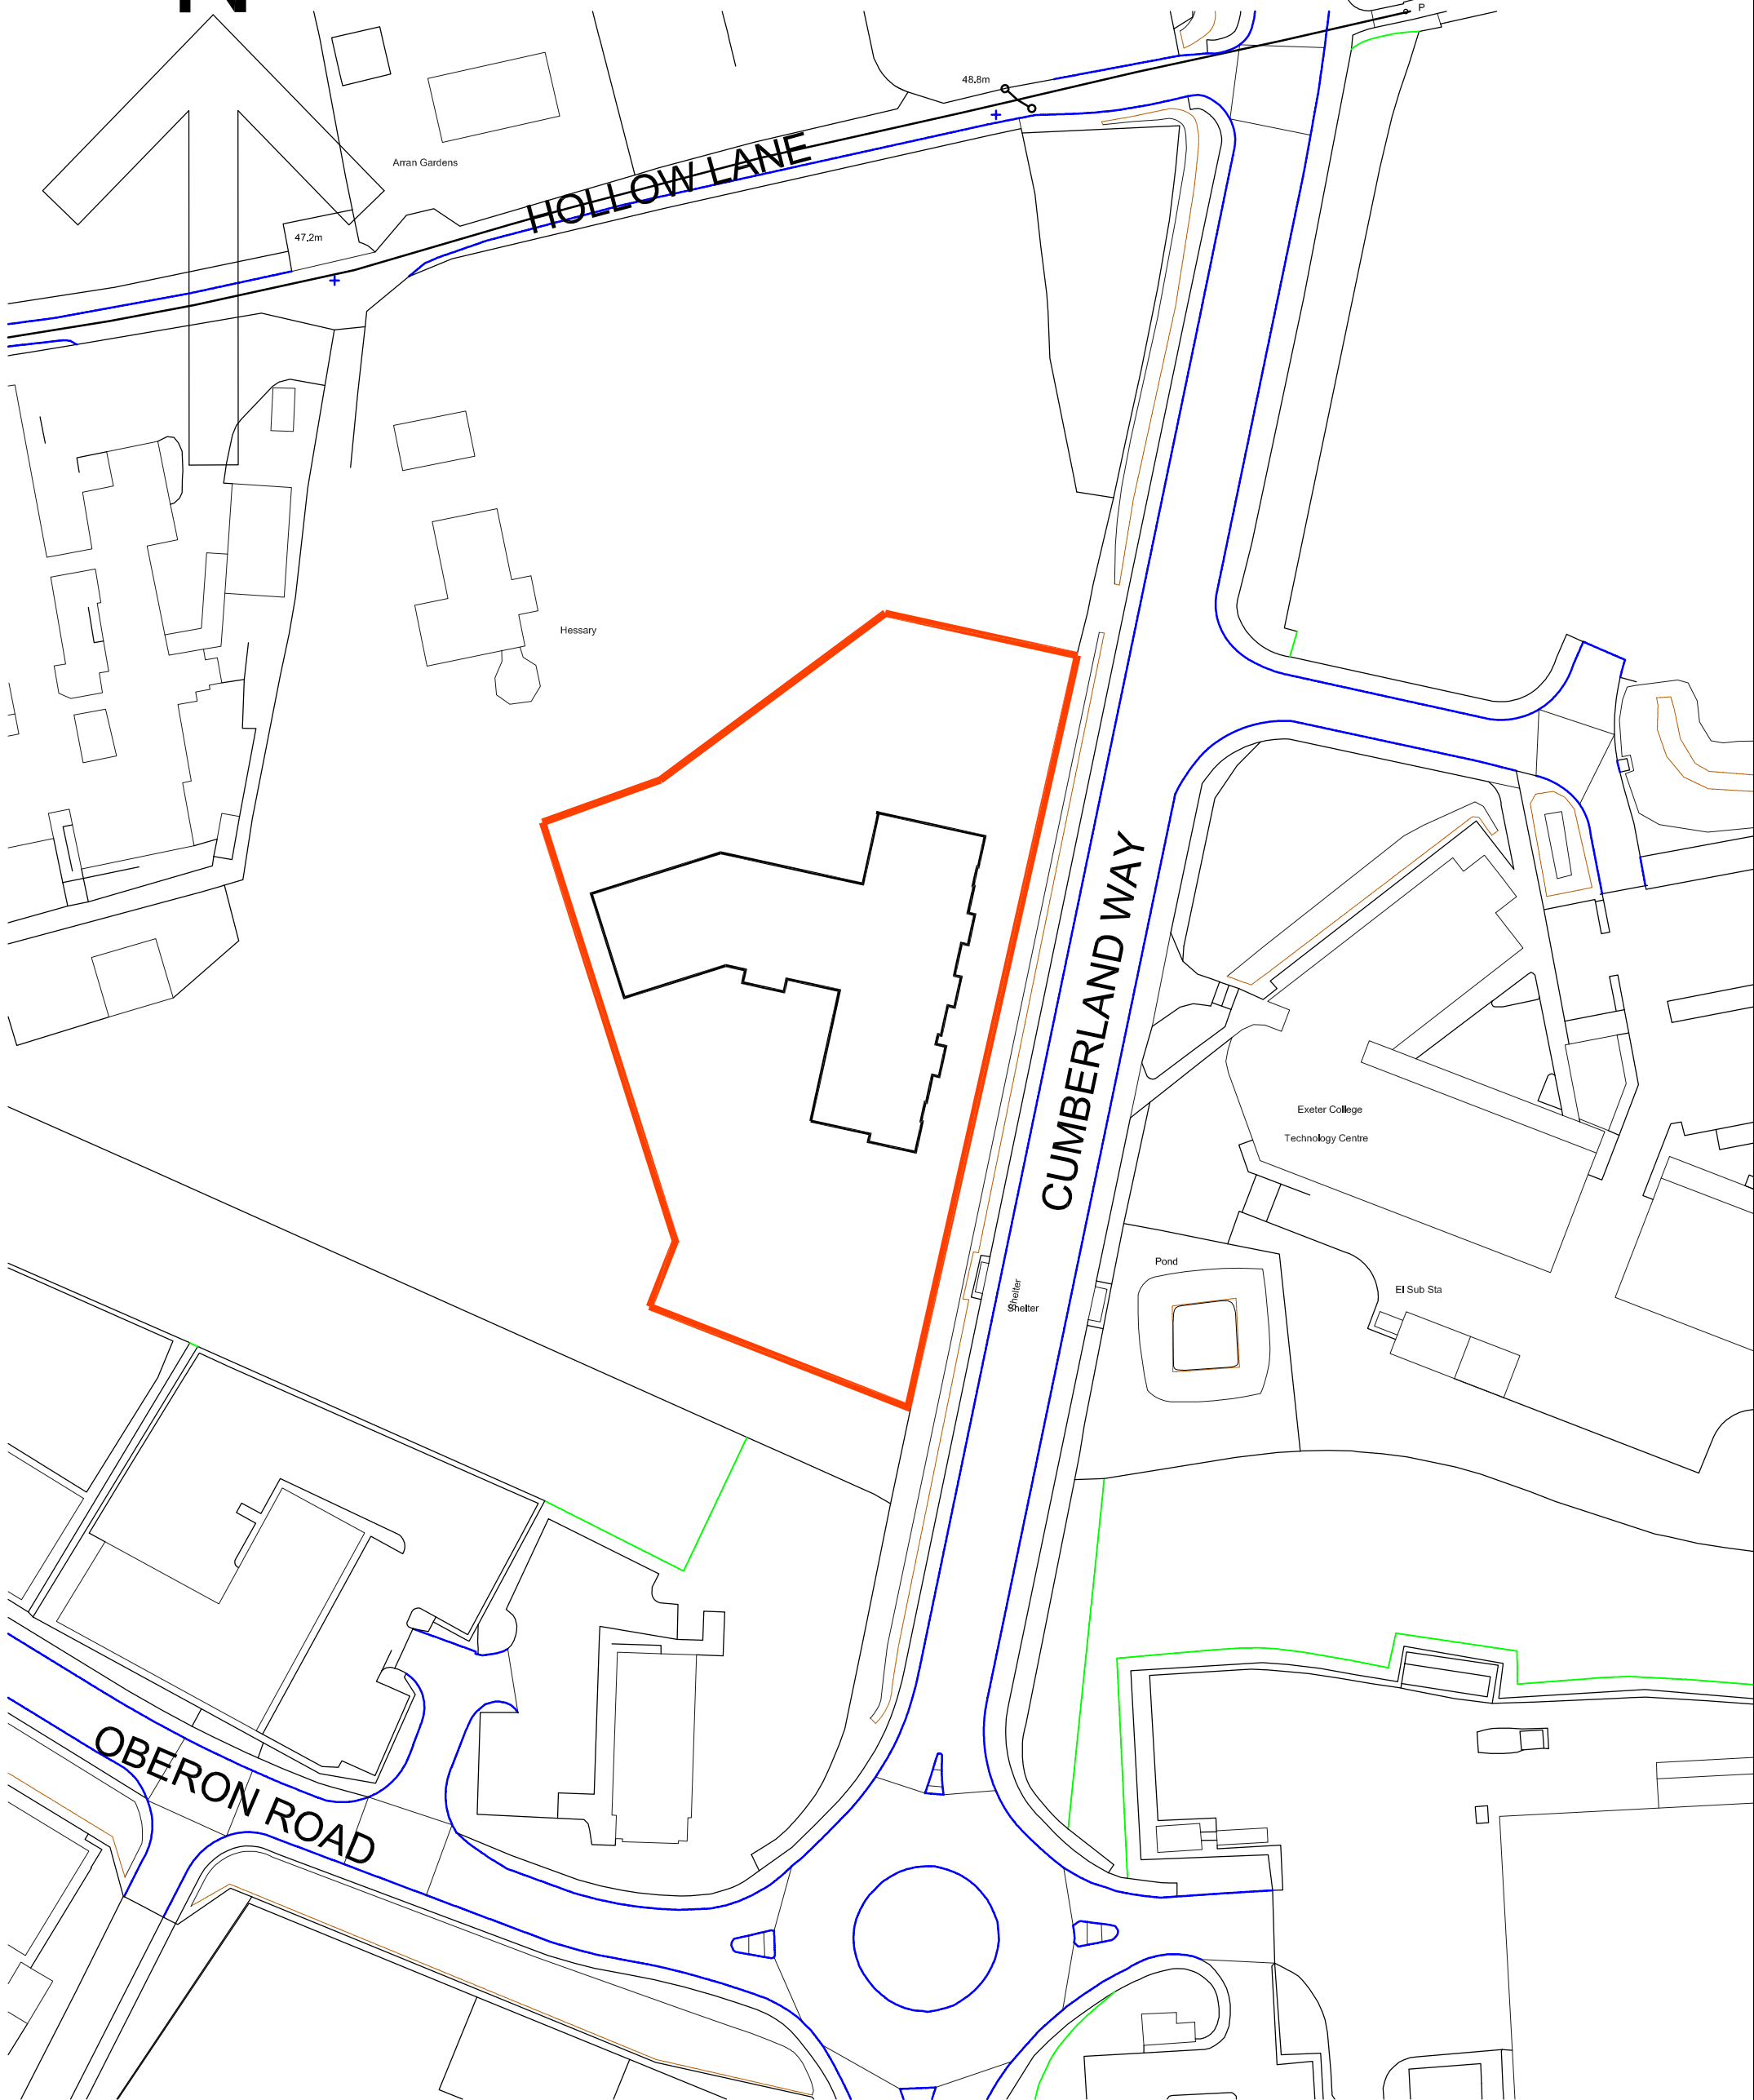 N
P
48.8m
HOLLOW LANE
Arran Gardens
47.2m
Hessary
CUMBERLAND WAY
Exeter College
Technology Centre
Pond
Shelter
Shelter
El Sub Sta
OBERON ROAD